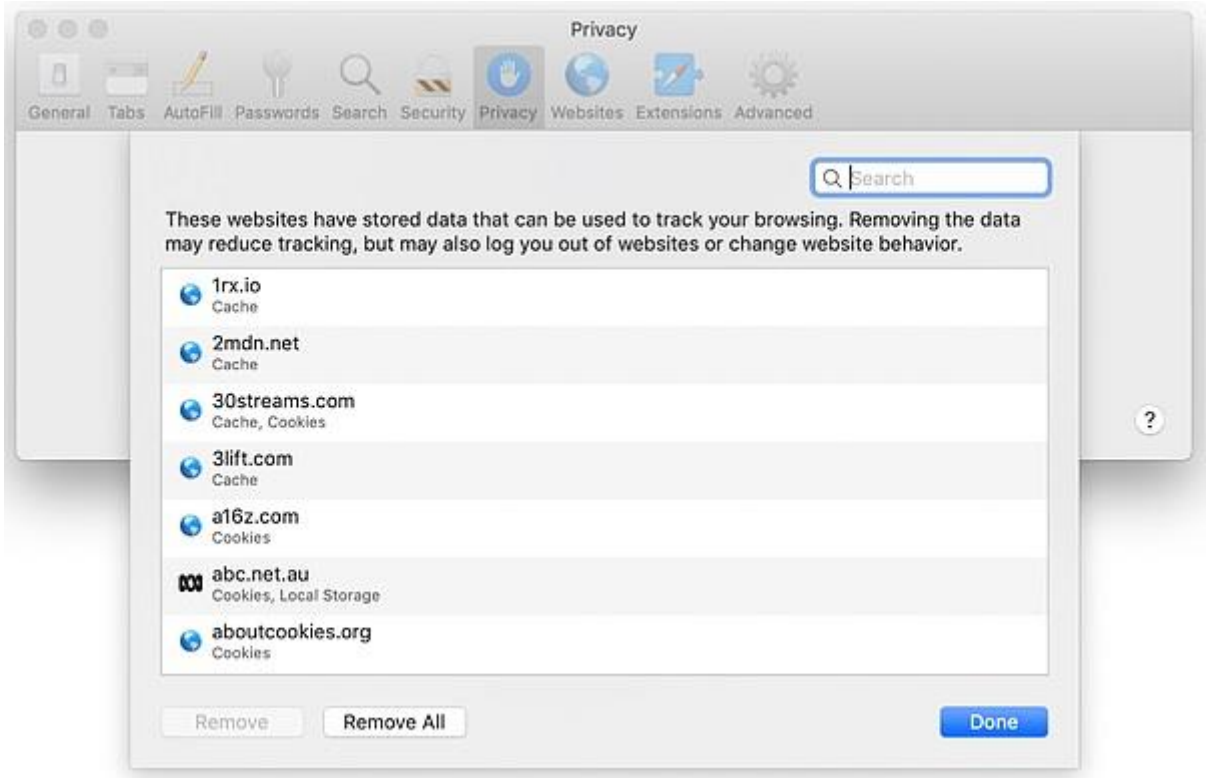 Privacy
General Tabs AutoFill Passwords Search Security Privacy Websites Extensions Advanced
Search
These websites have stored data that can be used to track your browsing. Removing the data
may reduce tracking, but may also log you out of websites or change website behavior.
1rx.io
Cache
2mdn.net
Cache
30streams.com
Cache, Cookies
3lift.com
Cache
a16z.com
Cookies
abc.net.au
Cookies, Local Storage
aboutcookies.org
Cookies
?
Remove Remove All Done